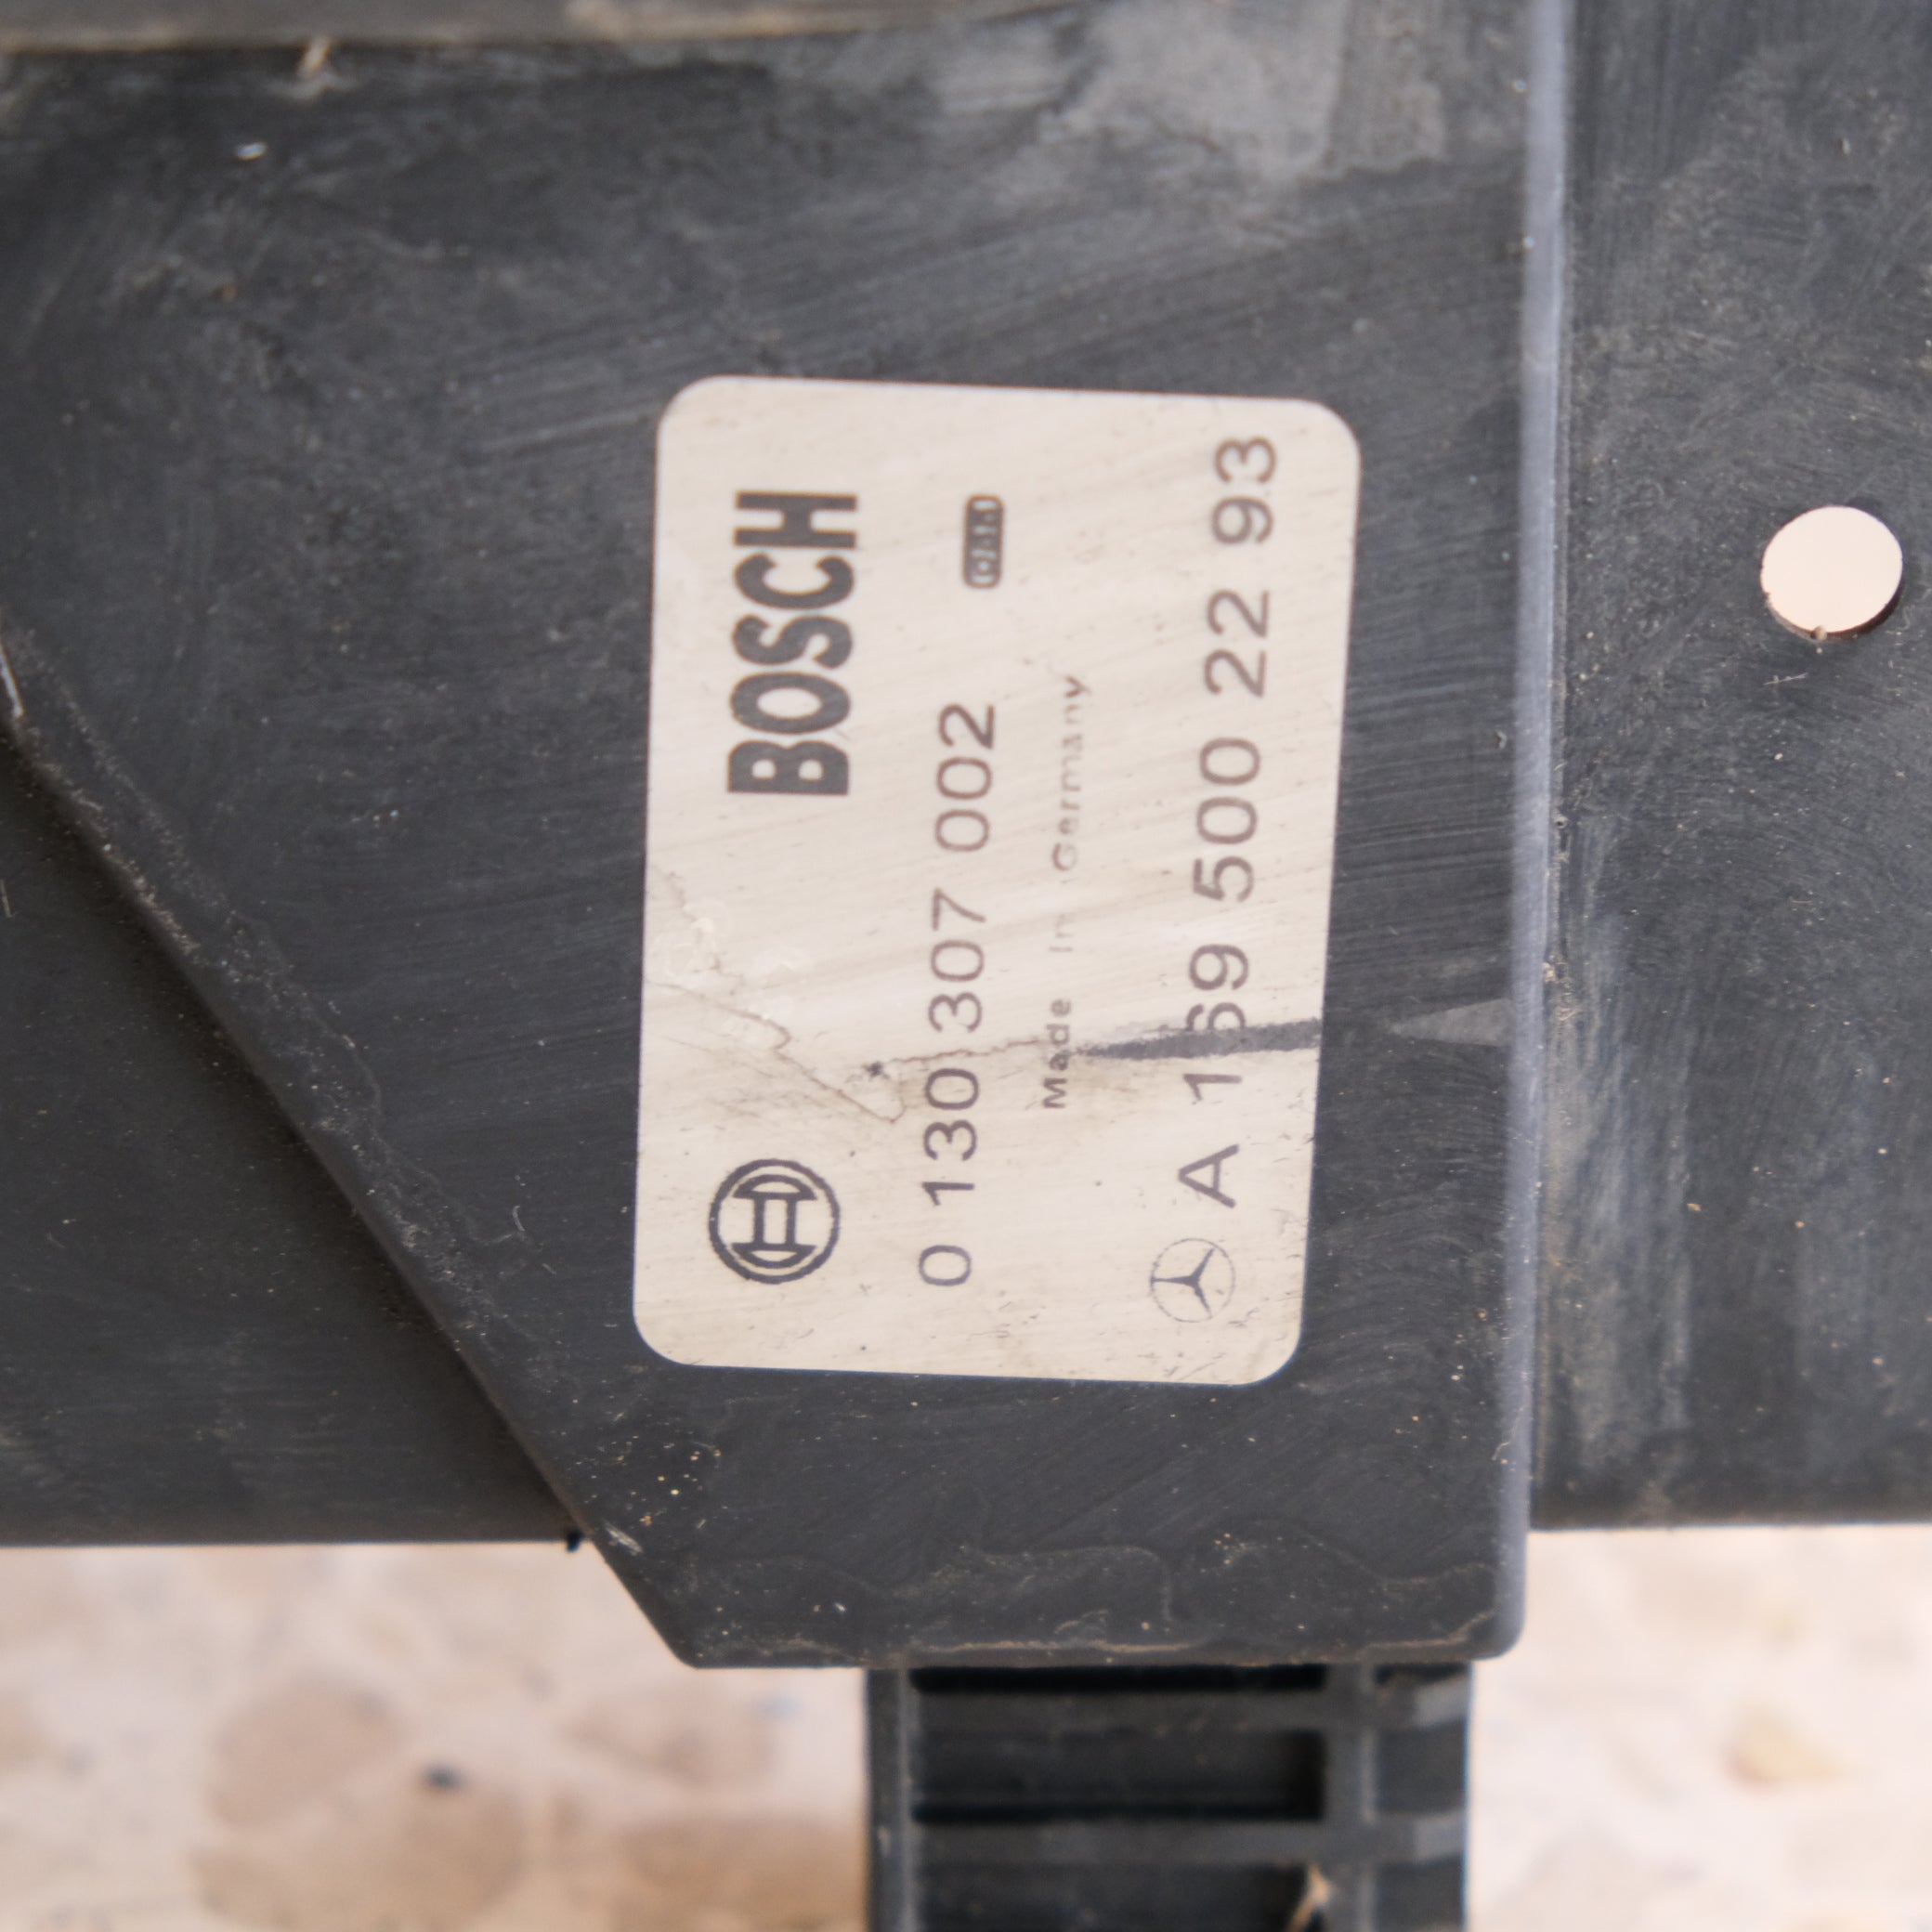 BOSCH
0 130 307 002
Made in Germany
A 169 500 22 93